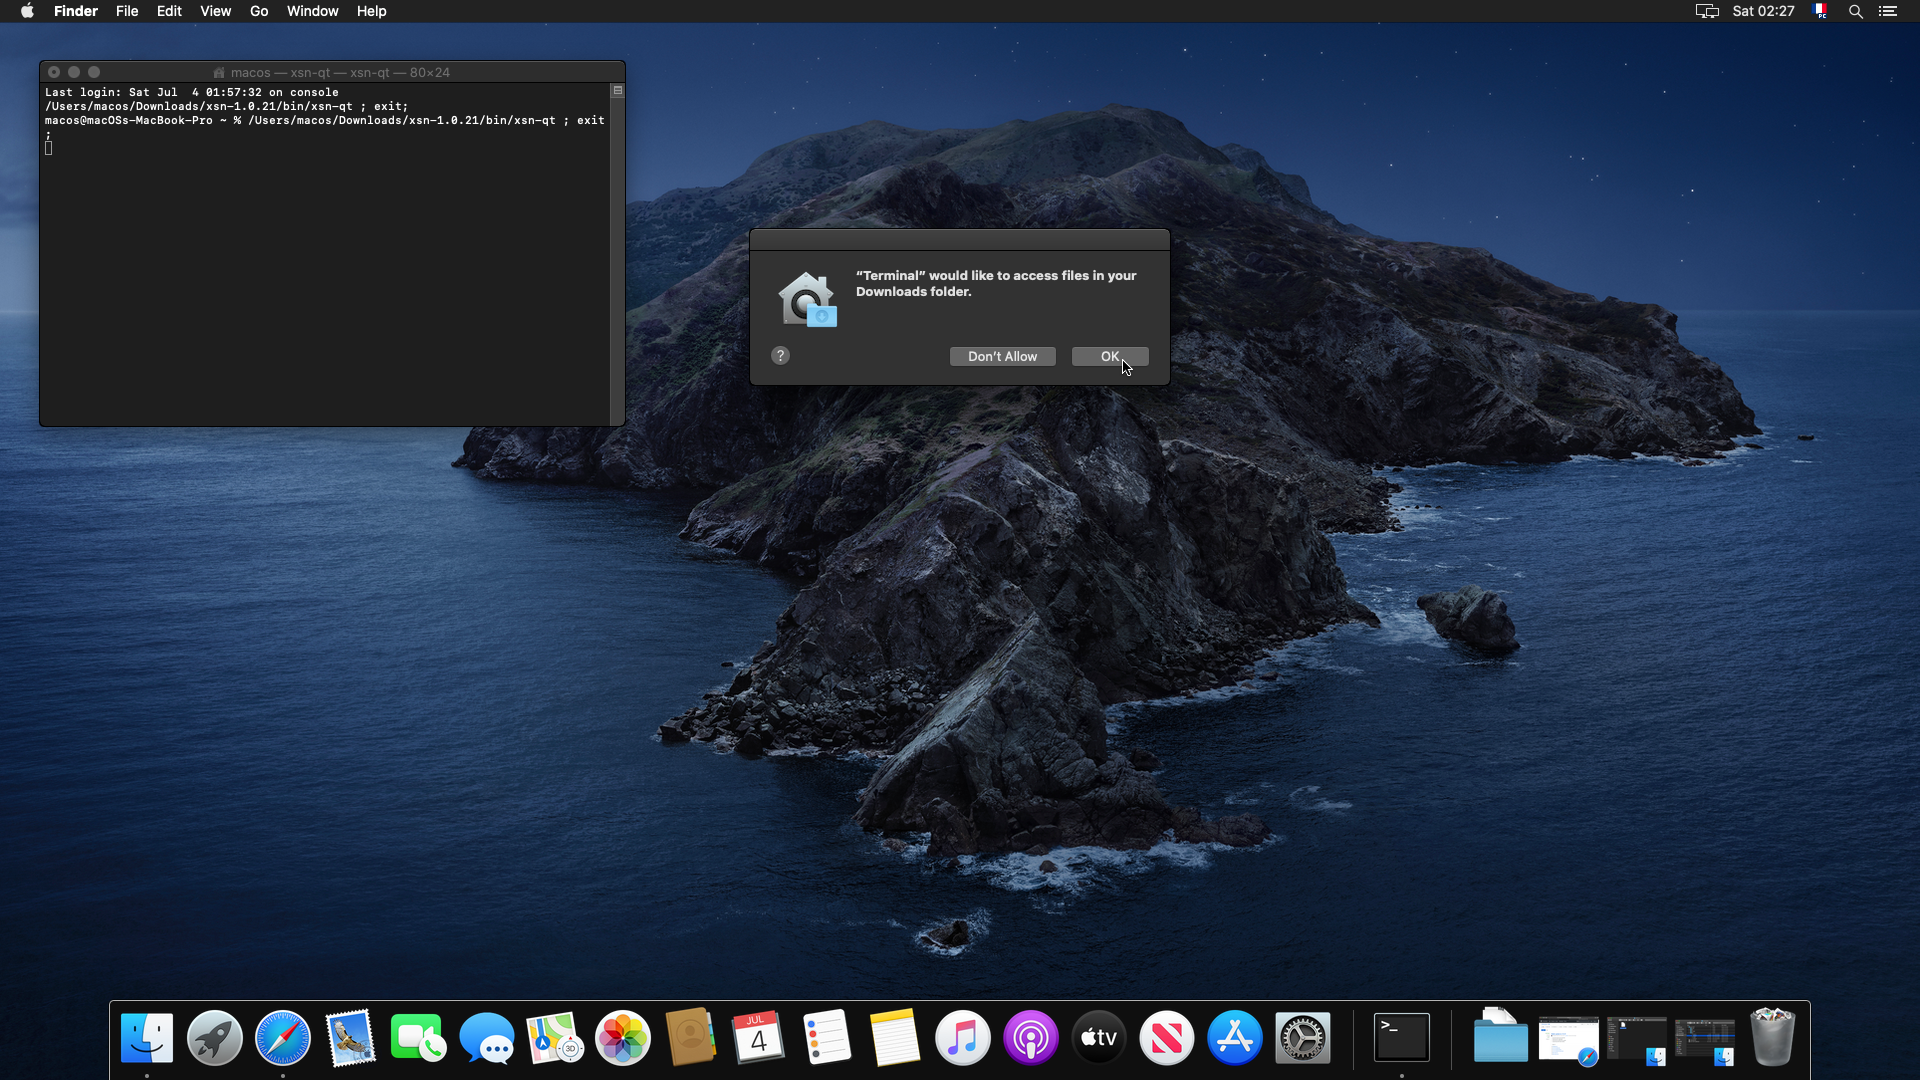 Finder File Edit View Go Window Help
Sat 02:27
PC
macos — xsn-qt — xsn-qt — 80×24
Last login: Sat Jul  4 01:57:32 on console
/Users/macos/Downloads/xsn-1.0.21/bin/xsn-qt ; exit;
macos@macOSs-MacBook-Pro ~ % /Users/macos/Downloads/xsn-1.0.21/bin/xsn-qt ; exit
;
“Terminal” would like to access files in your
Downloads folder.
?
Don’t Allow
OK
JUL
4
3D
tv
>_